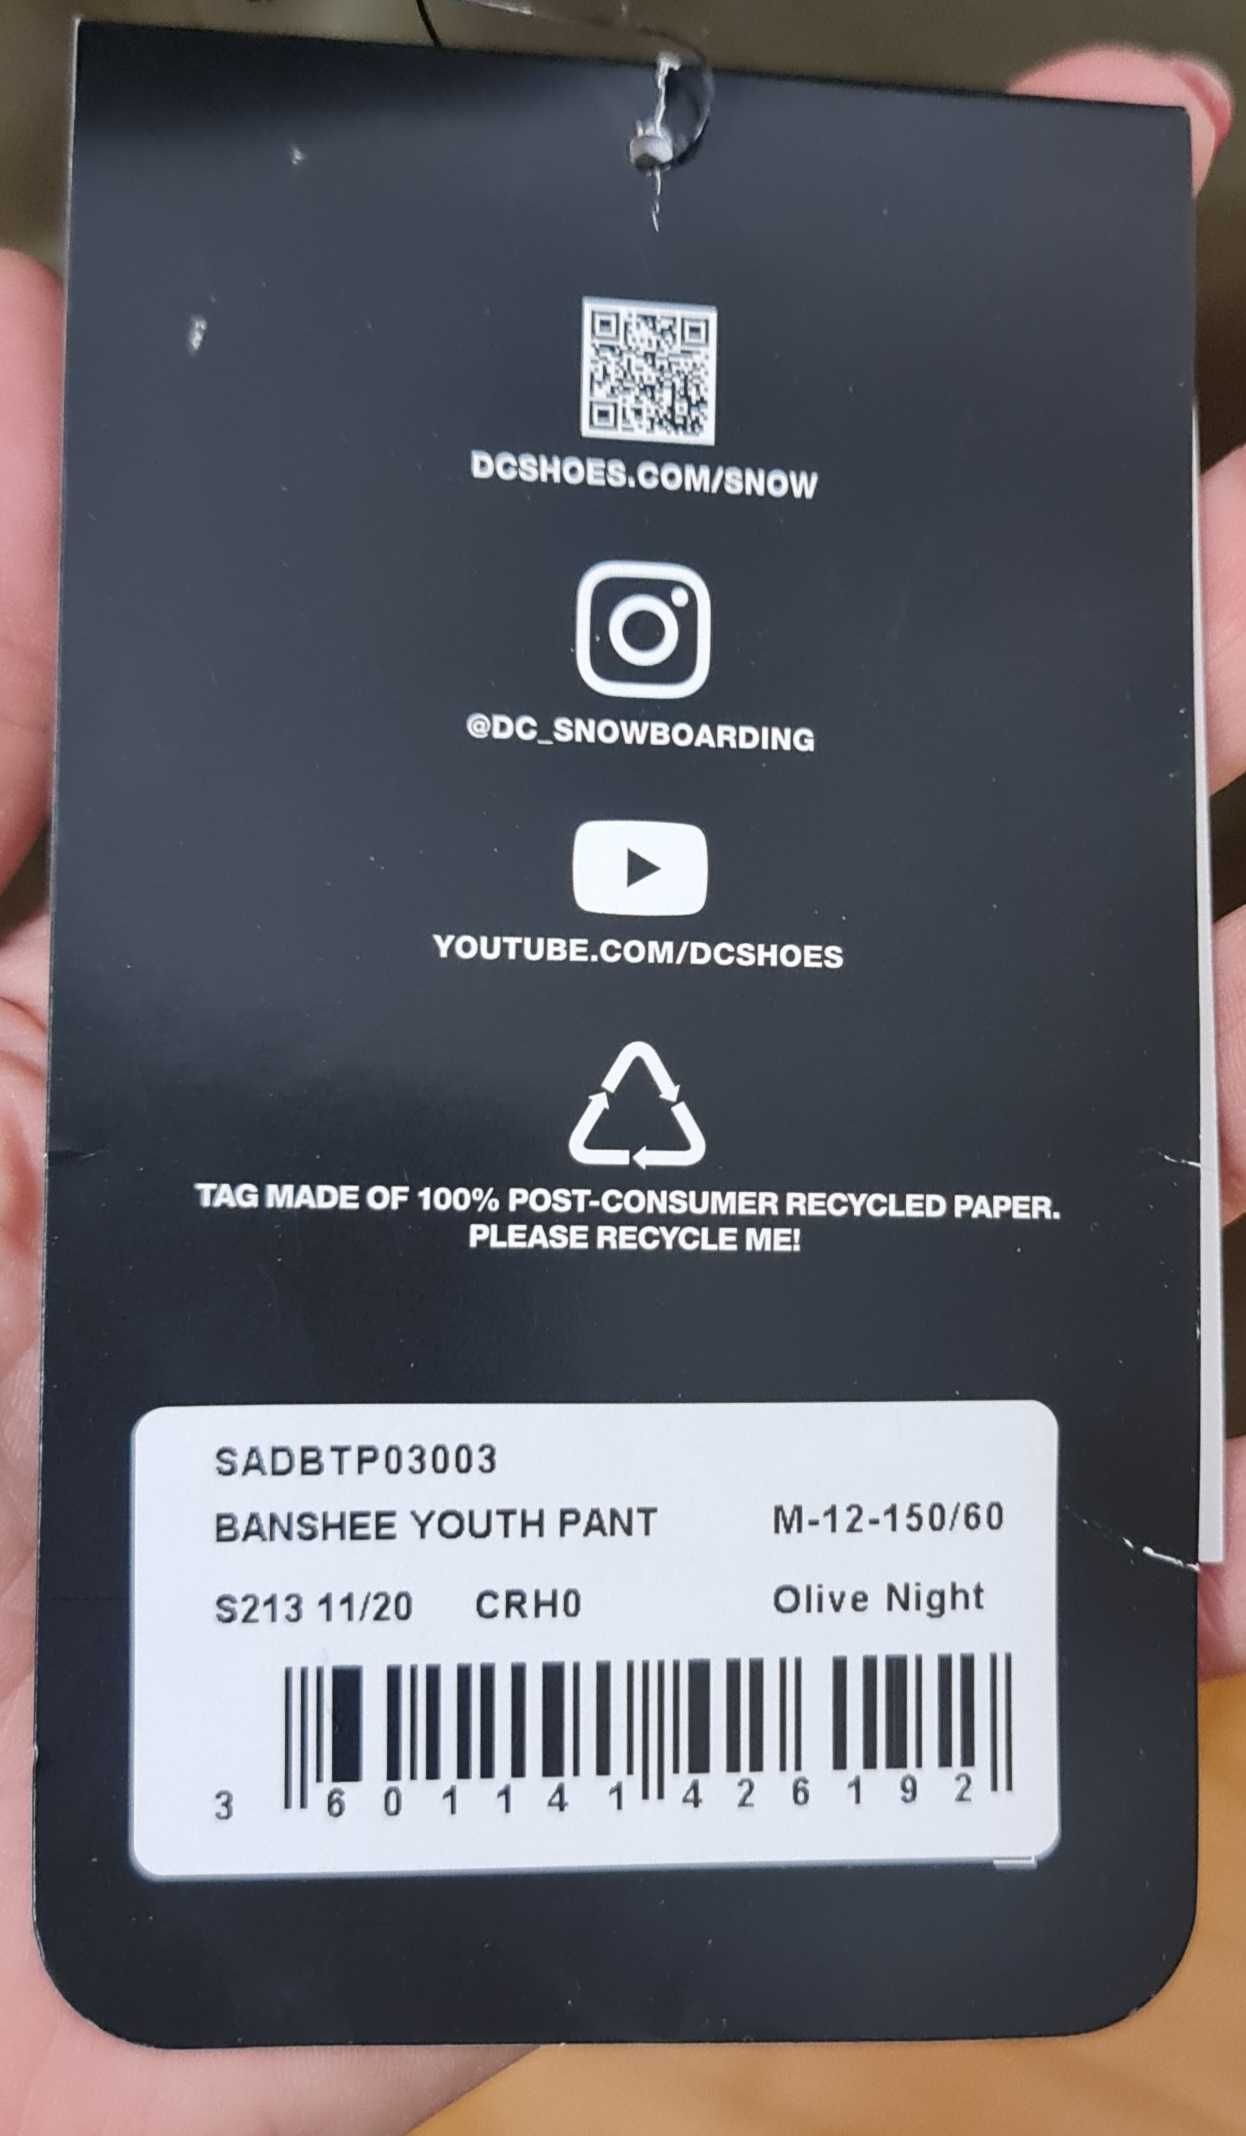 DCSHOES.COM/SNOW
@DC_SNOWBOARDING
YOUTUBE.COM/DCSHOES
TAG MADE OF 100% POST-CONSUMER RECYCLED PAPER.
PLEASE RECYCLE ME!
SADBTP03003
BANSHEE YOUTH PANT M-12-150/60
S213 11/20 CRH0 Olive Night
3 601141 426192